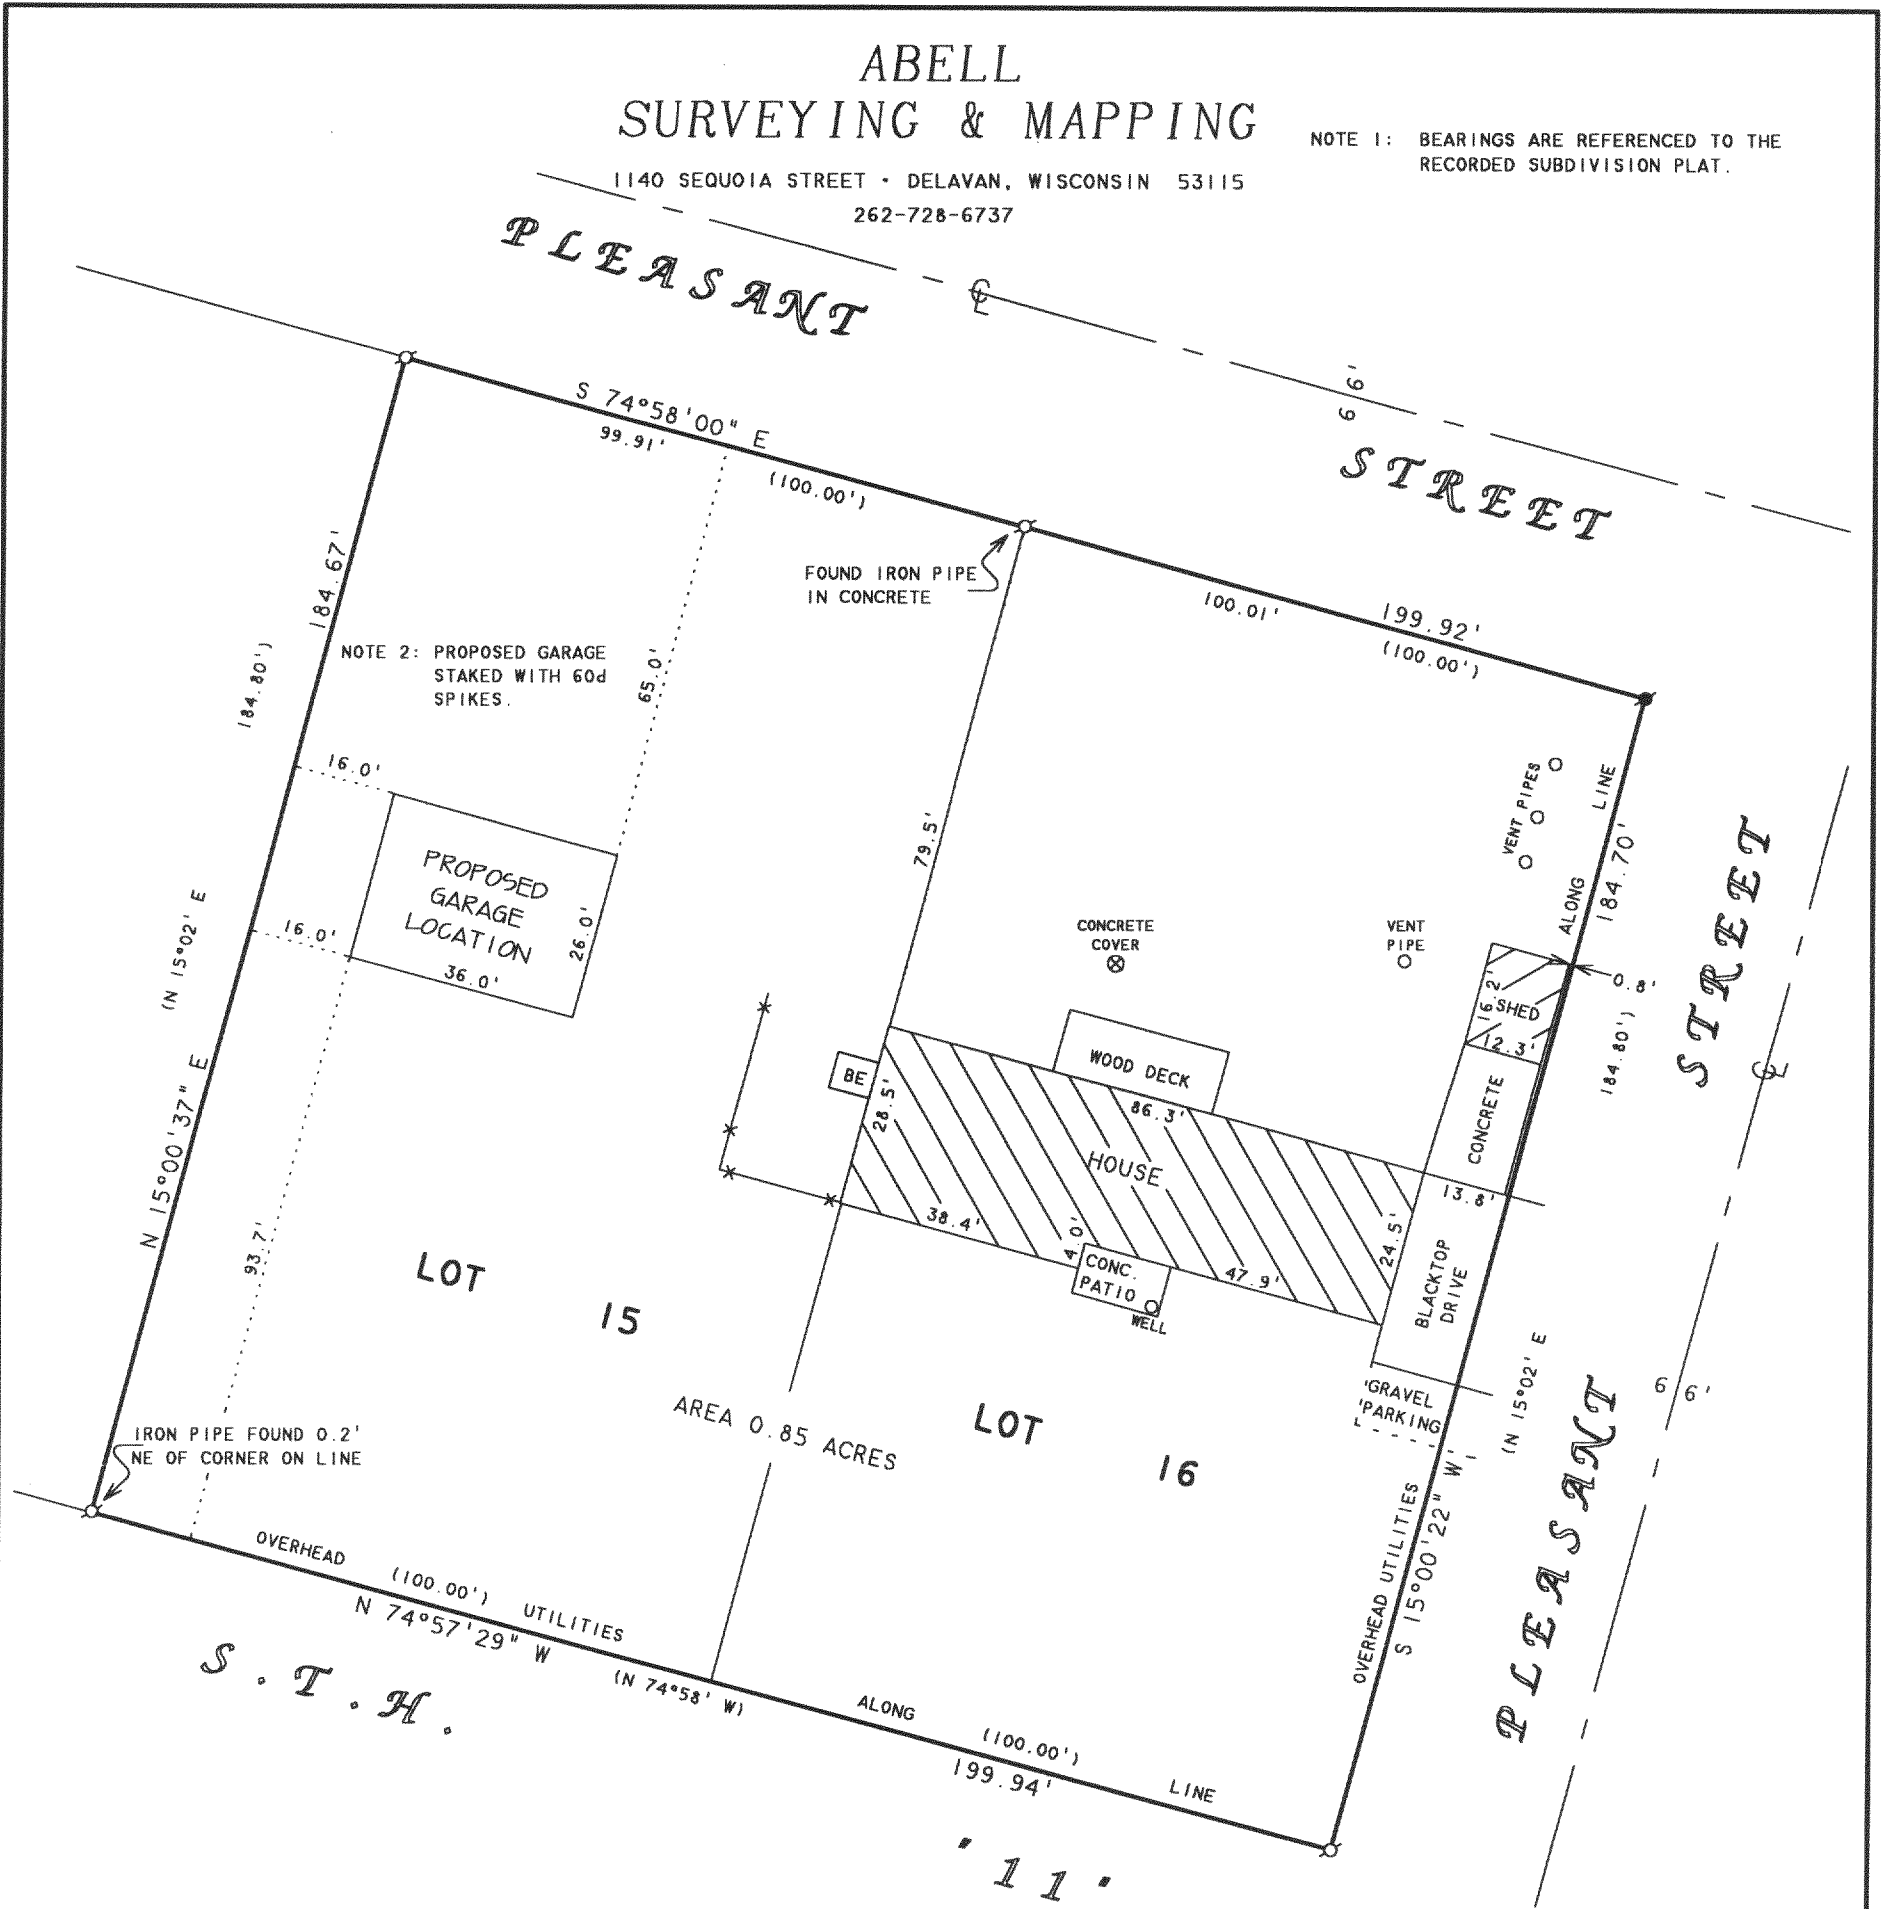 ABELL
SURVEYING & MAPPING
1140 SEQUOIA STREET • DELAVAN, WISCONSIN 53115
262-728-6737
NOTE 1: BEARINGS ARE REFERENCED TO THE
RECORDED SUBDIVISION PLAT.
PLEASANT
℄
66'
STREET
S 74°58'00" E
99.91'
(100.00')
FOUND IRON PIPE
IN CONCRETE
100.01'
199.92'
(100.00')
184.67'
(184.80')
NOTE 2: PROPOSED GARAGE
STAKED WITH 60d
SPIKES.
65.0'
16.0'
PROPOSED
GARAGE
LOCATION
26.0'
36.0'
16.0'
79.5'
VENT PIPES
ALONG LINE
184.70'
CONCRETE
COVER
VENT
PIPE
16.2'
SHED
12.3'
0.8'
184.80')
STREET
℄
(N 15°02' E
N 15°00'37" E
BE
28.5'
WOOD DECK
86.3'
HOUSE
CONCRETE
13.8'
38.4'
4.0'
CONC.
PATIO
WELL
47.9'
24.5'
BLACKTOP
DRIVE
93.7'
LOT 15
GRAVEL
PARKING
(N 15°02' E
66'
AREA 0.85 ACRES
LOT 16
IRON PIPE FOUND 0.2'
NE OF CORNER ON LINE
OVERHEAD UTILITIES
S 15°00'22" W
PLEASANT
OVERHEAD UTILITIES ALONG LINE
(100.00')
N 74°57'29" W
(N 74°58' W)
(100.00')
199.94'
S.T.H. "11"